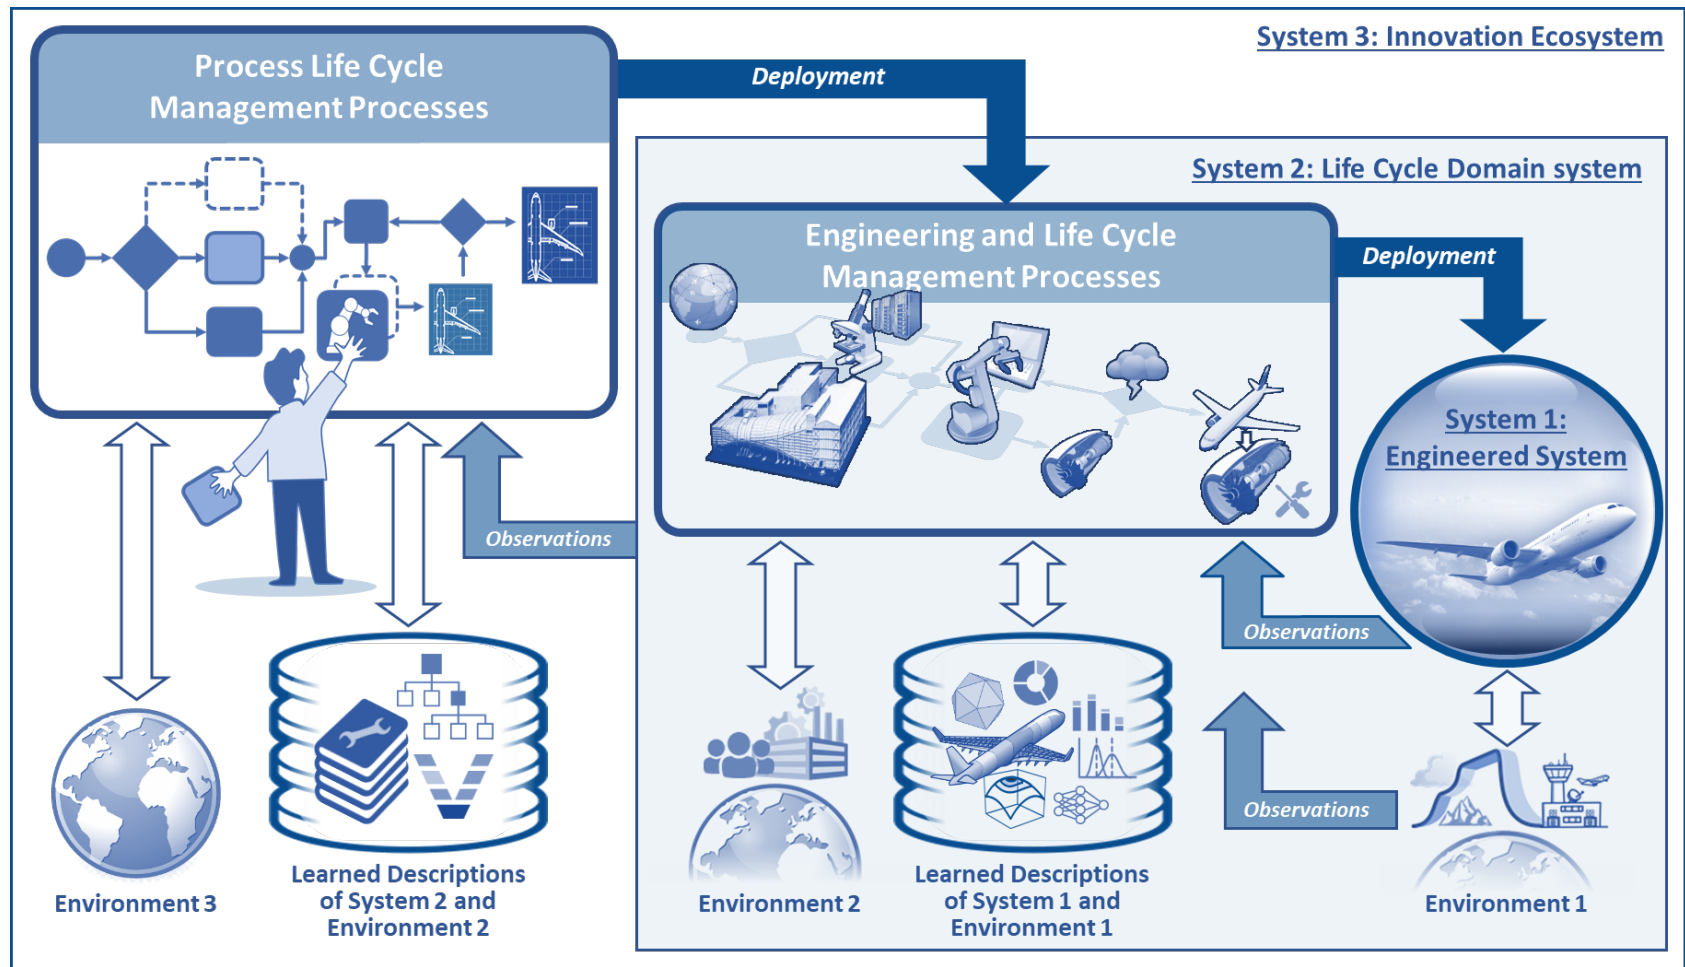 System 3: Innovation Ecosystem
Process Life Cycle
Management Processes
Deployment
System 2: Life Cycle Domain system
Engineering and Life Cycle
Management Processes
Deployment
System 1:
Engineered System
Observations
Observations
Observations
Environment 3
Learned Descriptions
of System 2 and
Environment 2
Environment 2
Learned Descriptions
of System 1 and
Environment 1
Environment 1